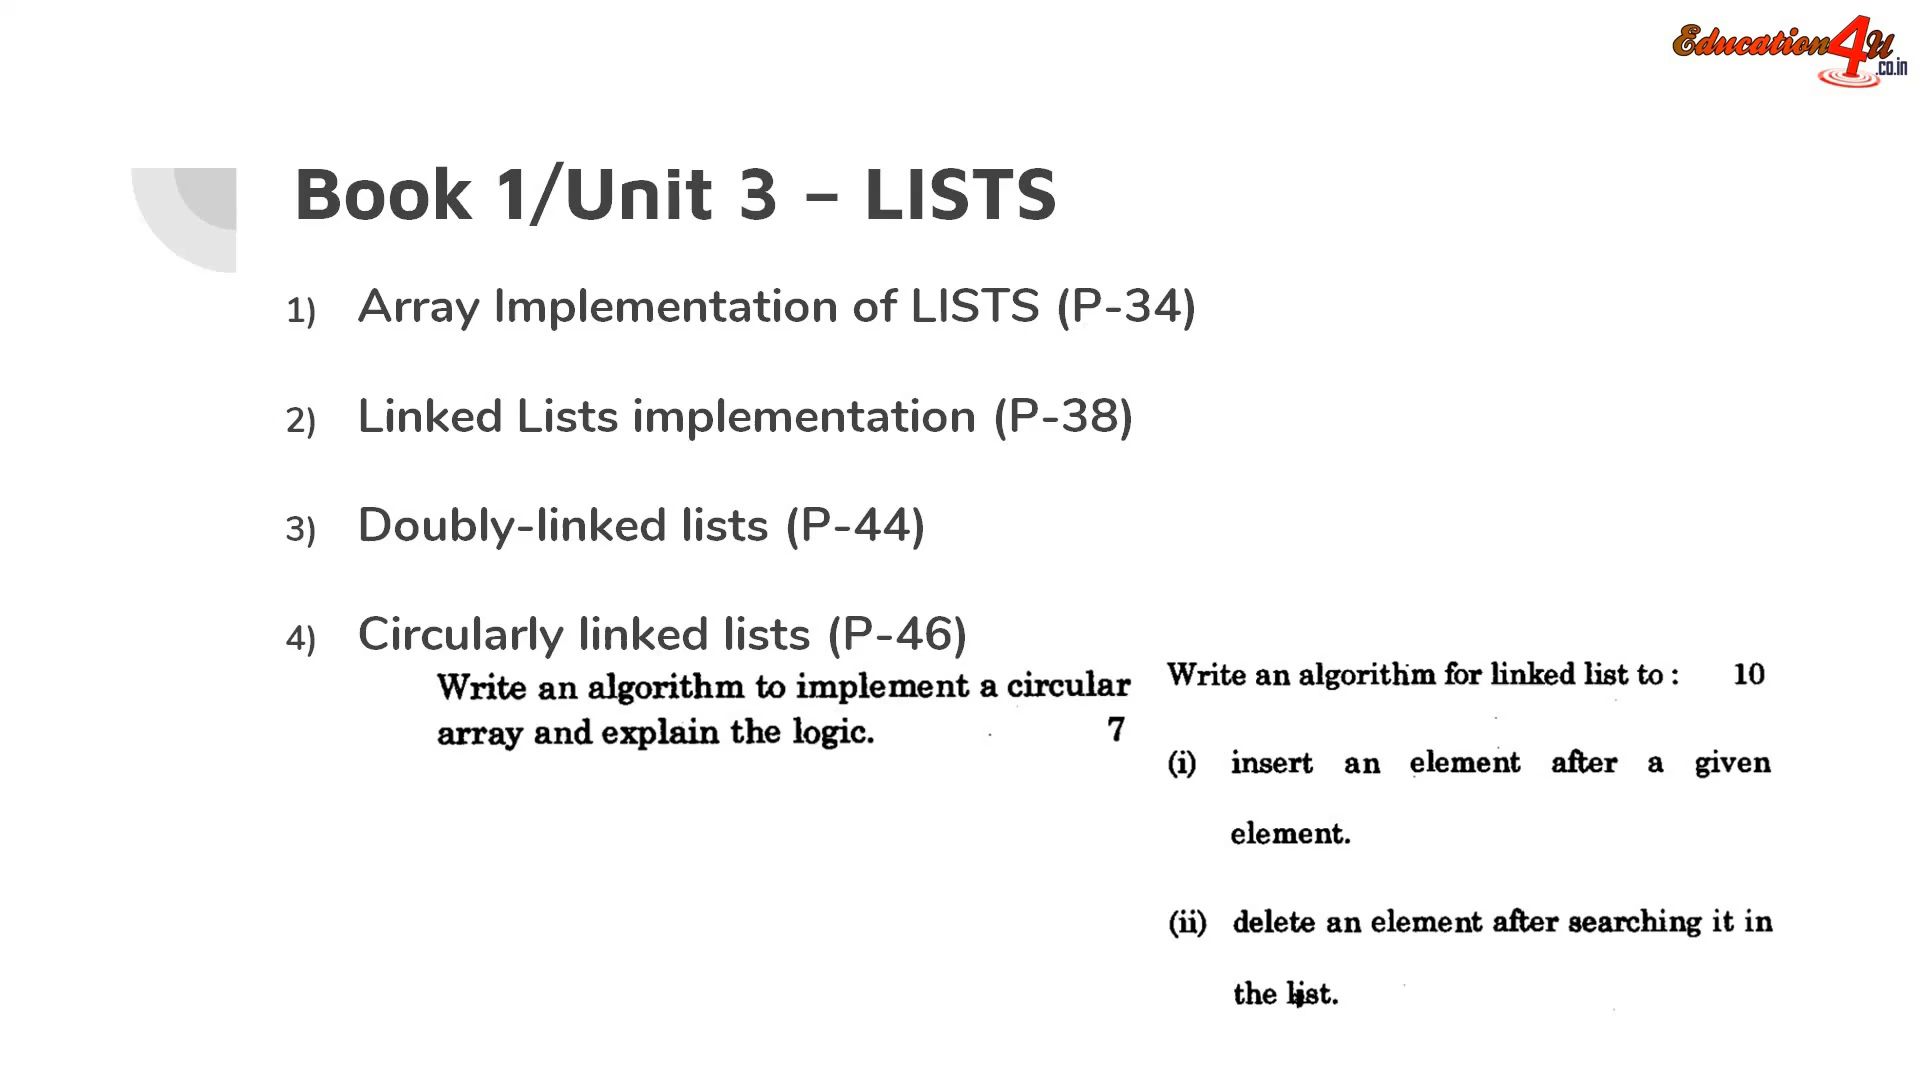 Education4u
.co.in
Book 1/Unit 3 – LISTS
1) Array Implementation of LISTS (P-34)
2) Linked Lists implementation (P-38)
3) Doubly-linked lists (P-44)
4) Circularly linked lists (P-46)
Write an algorithm to implement a circular
array and explain the logic. 7
Write an algorithm for linked list to : 10
(i) insert an element after a given
element.
(ii) delete an element after searching it in
the list.